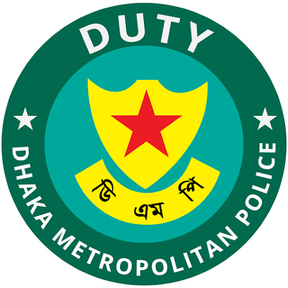 DUTY
ডি এম পি
DHAKA METROPOLITAN POLICE